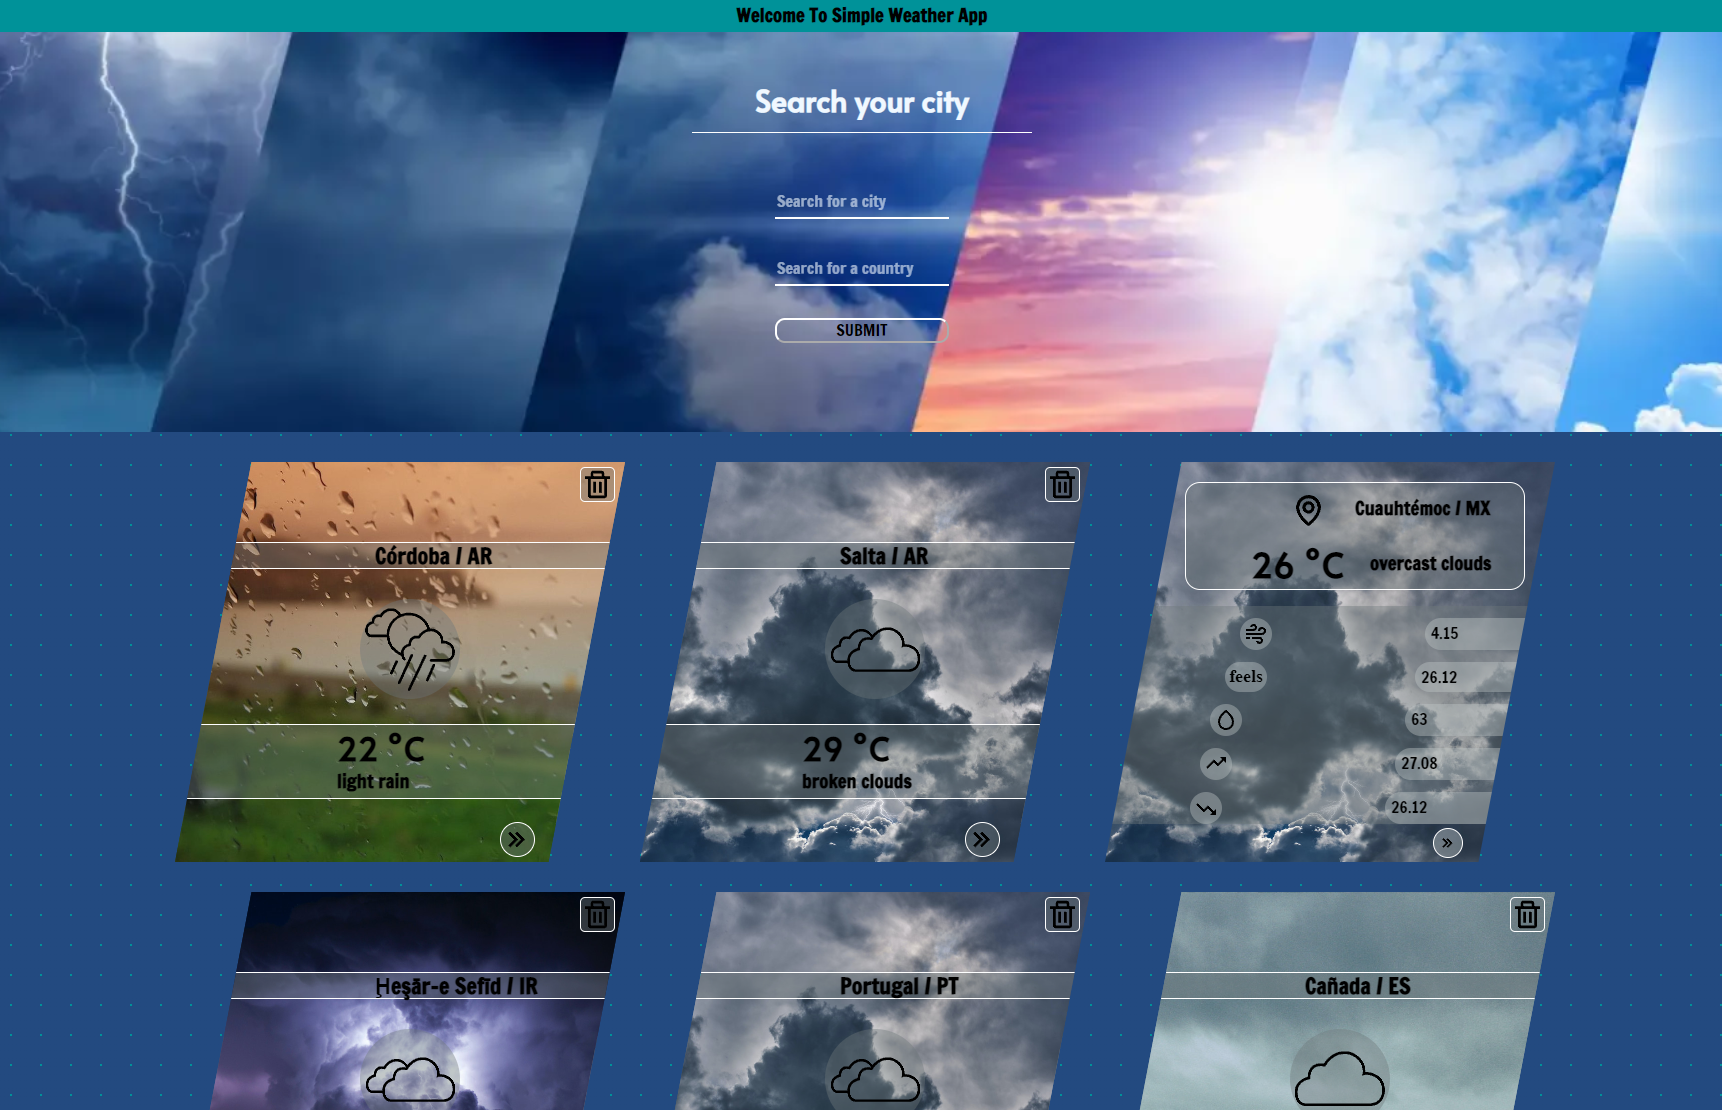 Welcome To Simple Weather App
Search your city
Search for a city
Search for a country
SUBMIT
Córdoba / AR
22 °C
light rain
Salta / AR
29 °C
broken clouds
Cuauhtémoc / MX
26 °C overcast clouds
4.15
feels 26.12
63
27.08
26.12
Ḩeşār-e Sefīd / IR
Portugal / PT
Cañada / ES